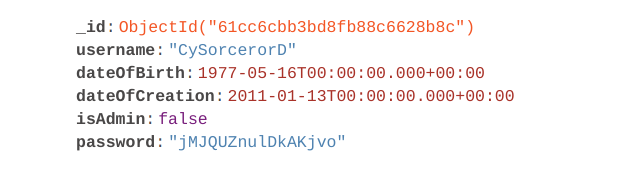 _id: ObjectId("61cc6cbb3bd8fb88c6628b8c")
username: "CySorcerorD"
dateOfBirth: 1977-05-16T00:00:00.000+00:00
dateOfCreation: 2011-01-13T00:00:00.000+00:00
isAdmin: false
password: "jMJQUZnulDkAKjvo"